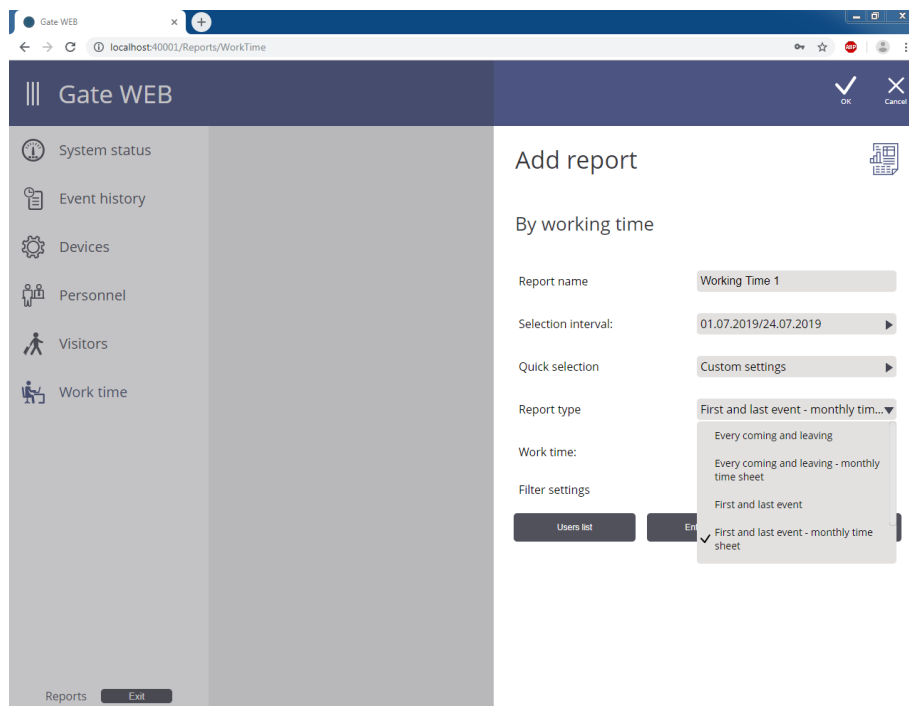 Gate WEB
localhost:40001/Reports/WorkTime
ABP
Gate WEB
OK
Cancel
System status
Event history
Devices
Personnel
Visitors
Work time
Reports
Exit
Add report
By working time
Report name
Working Time 1
Selection interval:
01.07.2019/24.07.2019
Quick selection
Custom settings
Report type
First and last event - monthly tim...
Every coming and leaving
Every coming and leaving - monthly
time sheet
First and last event
First and last event - monthly time
sheet
Work time:
Filter settings
Users list